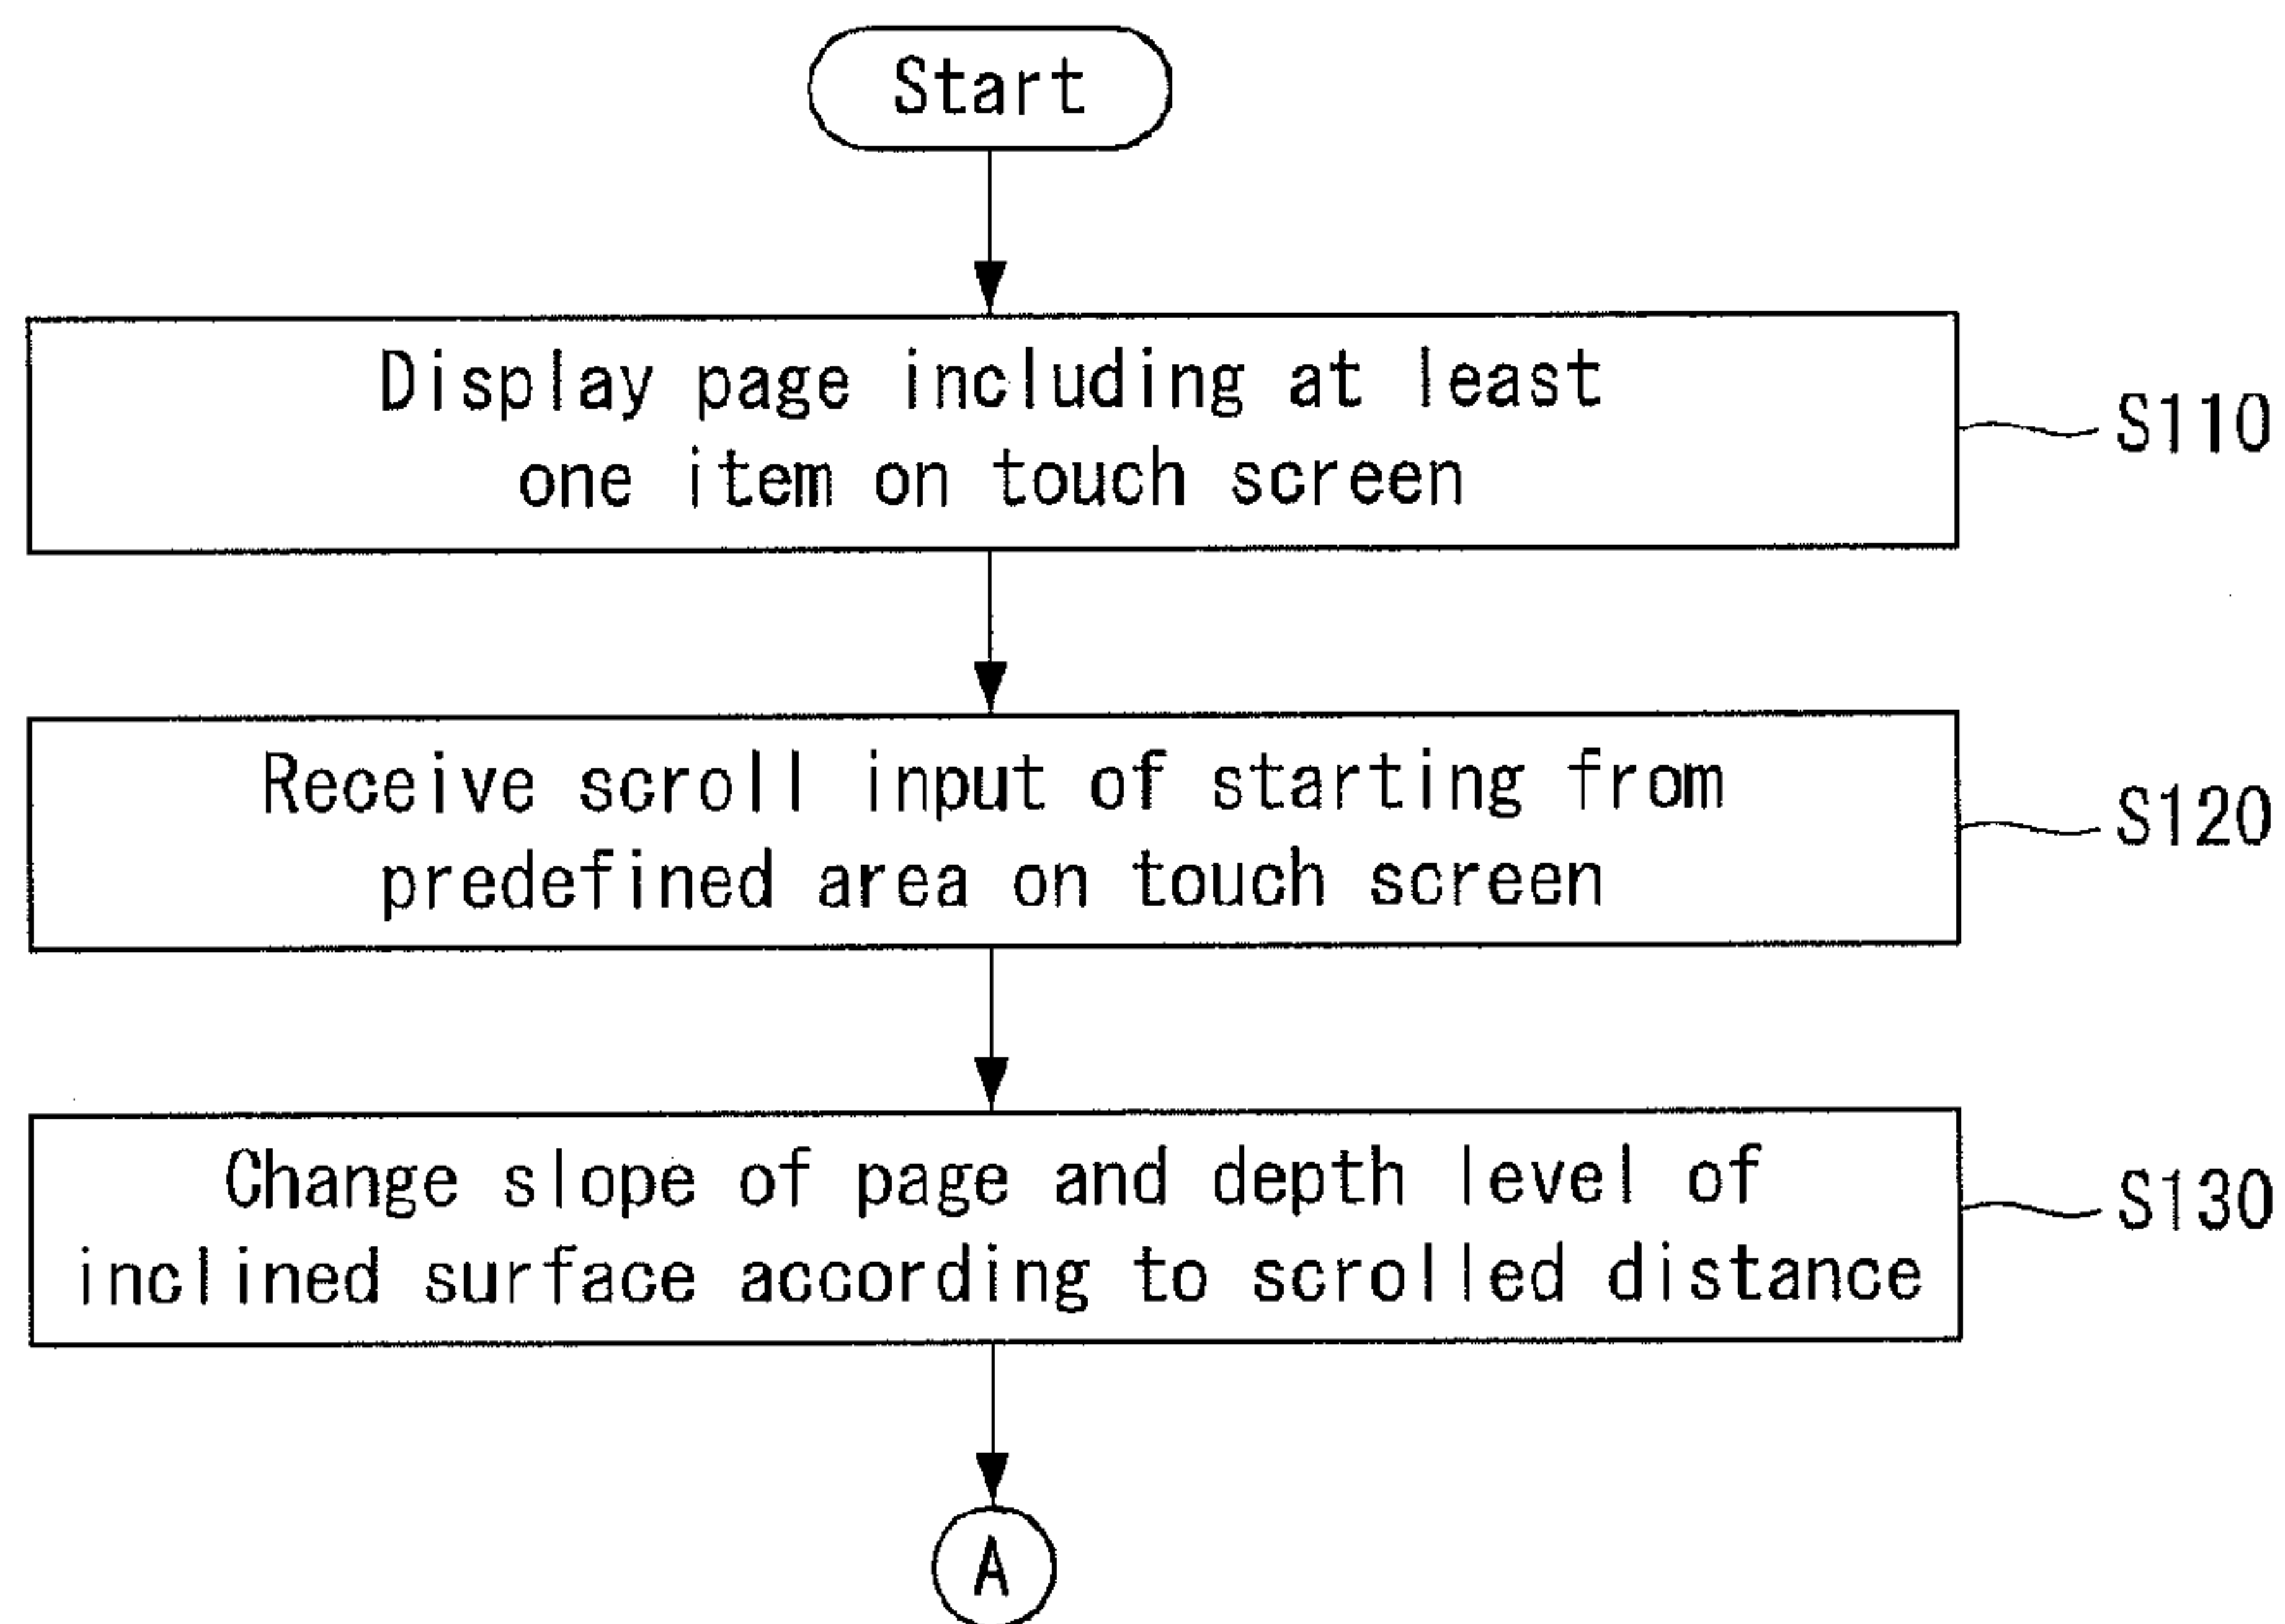 Start
Display page including at least
one item on touch screen
S110
Receive scroll input of starting from
predefined area on touch screen
S120
Change slope of page and depth level of
inclined surface according to scrolled distance
S130
A